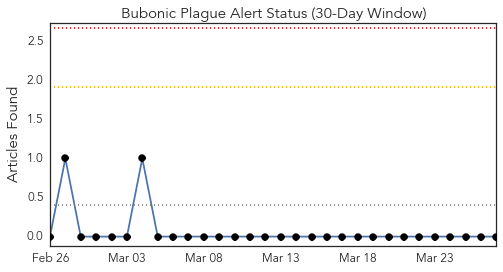 Bubonic Plague Alert Status (30-Day Window)
Articles Found
2.5
2.0
1.5
1.0
0.5
0.0
Feb 26 Mar 03 Mar 08 Mar 13 Mar 18 Mar 23